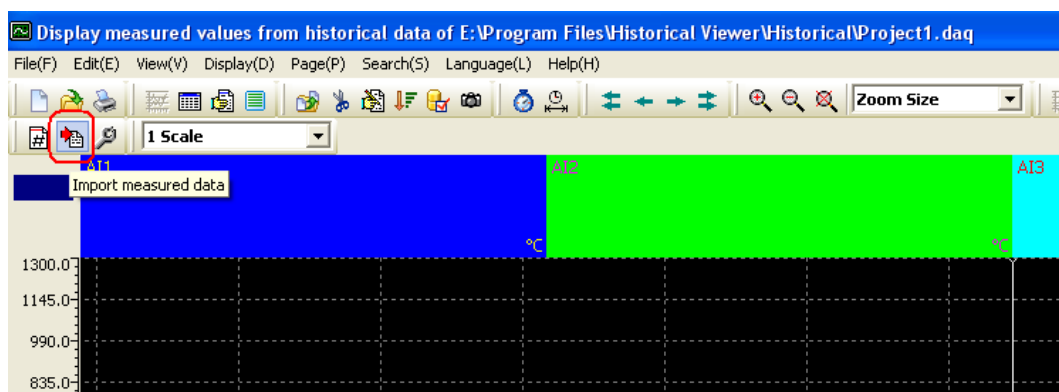 Display measured values from historical data of E:\Program Files\Historical Viewer\Historical\Project1.daq
File(F) Edit(E) View(V) Display(D) Page(P) Search(S) Language(L) Help(H)
Zoom Size
1 Scale
AI1 AI2 AI3
Import measured data
°C °C
1300.0
1145.0
990.0
835.0